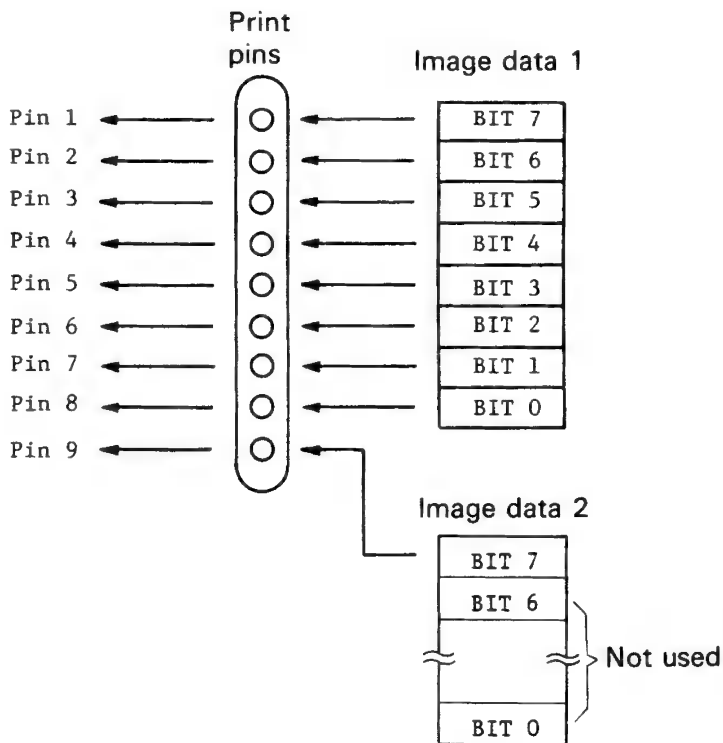 Print
pins
Image data 1
Pin 1
BIT 7
Pin 2
BIT 6
Pin 3
BIT 5
Pin 4
BIT 4
Pin 5
BIT 3
Pin 6
BIT 2
Pin 7
BIT 1
Pin 8
BIT 0
Pin 9
Image data 2
BIT 7
BIT 6
Not used
BIT 0